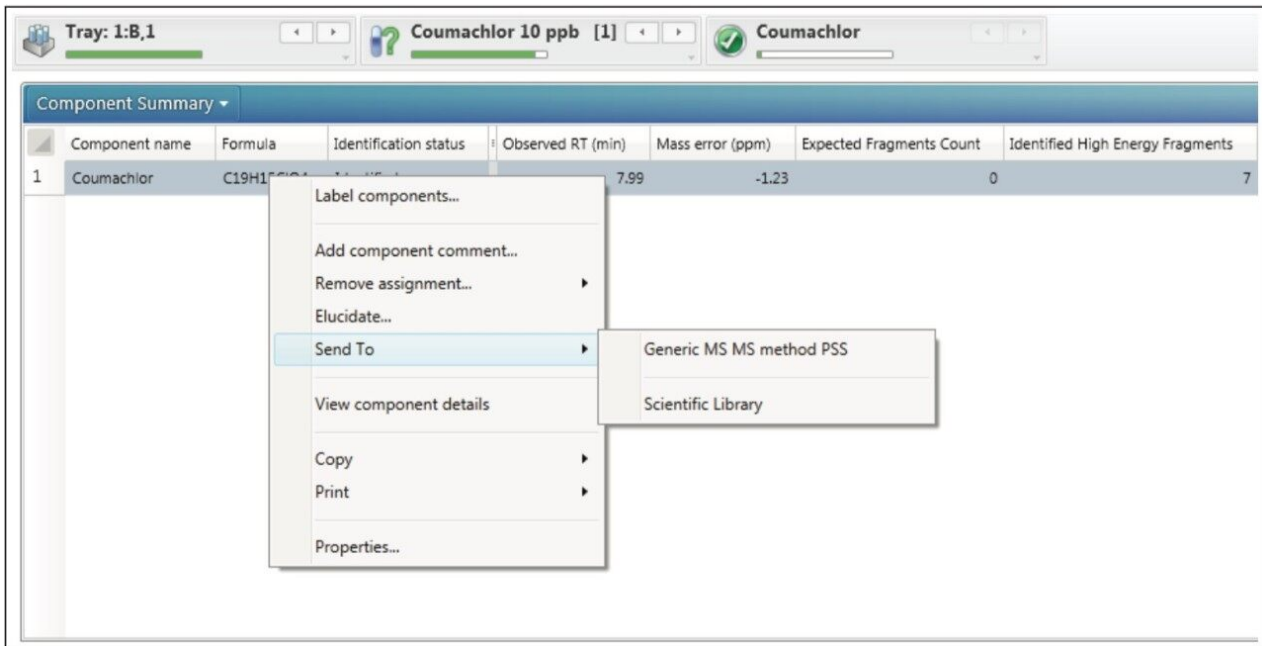 Tray: 1:B,1 Coumachlor 10 ppb [1] Coumachlor
Component Summary
Component name Formula Identification status Observed RT (min) Mass error (ppm) Expected Fragments Count Identified High Energy Fragments
1 Coumachlor 7.99 -1.23 0 7
Label components...
Add component comment...
Remove assignment...
Elucidate...
Send To
Generic MS MS method PSS
View component details
Scientific Library
Copy
Print
Properties...